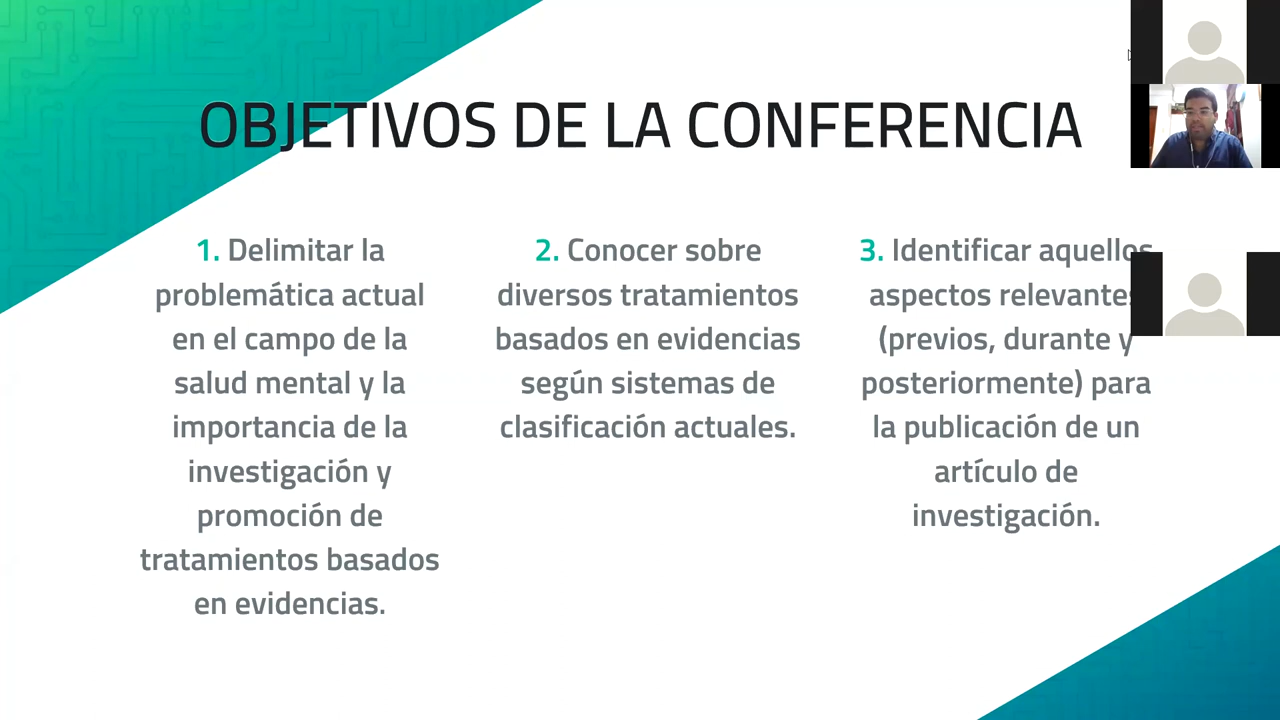 OBJETIVOS DE LA CONFERENCIA
1. Delimitar la
problemática actual
en el campo de la
salud mental y la
importancia de la
investigación y
promoción de
tratamientos basados
en evidencias.
2. Conocer sobre
diversos tratamientos
basados en evidencias
según sistemas de
clasificación actuales.
3. Identificar aquellos
aspectos relevantes
(previos, durante y
posteriormente) para
la publicación de un
artículo de
investigación.